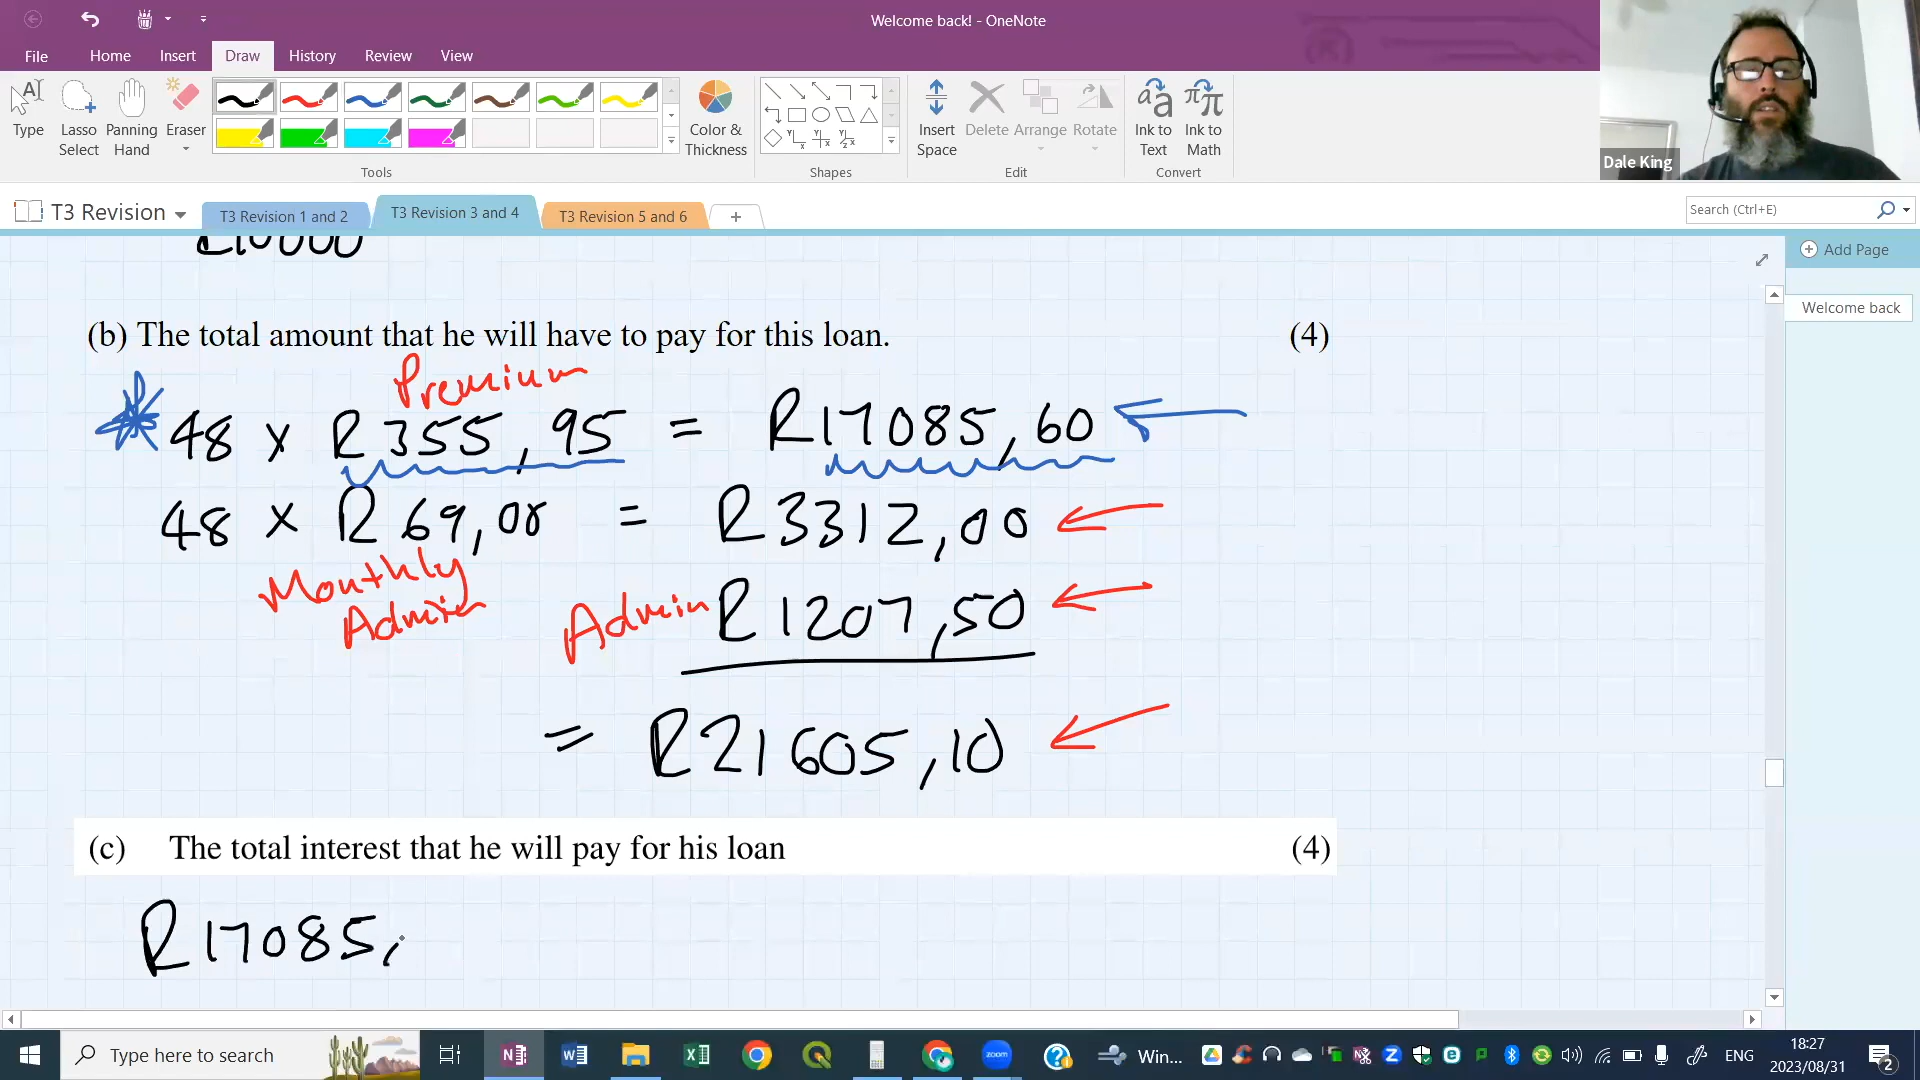 Welcome back! - OneNote
File Home Insert Draw History Review View
Type
Lasso Select
Panning Hand
Eraser
Color & Thickness
Insert Space
Delete
Arrange
Rotate
Ink to Text
Ink to Math
Tools
Shapes
Edit
Convert
Dale King
T3 Revision
T3 Revision 1 and 2
T3 Revision 3 and 4
T3 Revision 5 and 6
Search (Ctrl+E)
Add Page
Welcome back
R10000
(b) The total amount that he will have to pay for this loan. (4)
Premium
48 x R355,95 = R17085,60
48 x R 69,00 = R3312,00
Monthly
Admin
Admin R1207,50
= R21605,10
(c) The total interest that he will pay for his loan (4)
R17085,
Type here to search
Win...
ENG
18:27
2023/08/31
2